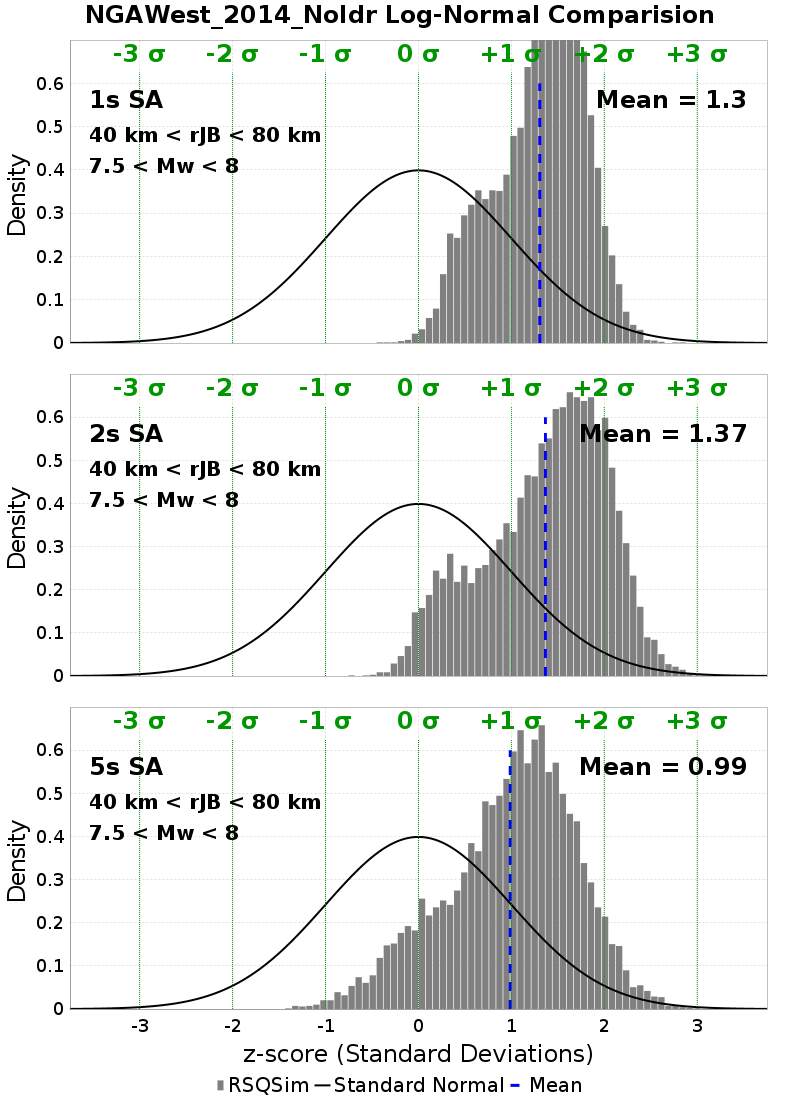 NGAWest_2014_NoIdr Log-Normal Comparision
-3 σ -2 σ -1 σ 0 σ +1 σ +2 σ +3 σ
1s SA Mean = 1.3
40 km < rJB < 80 km
7.5 < Mw < 8
Density
0.6
0.5
0.4
0.3
0.2
0.1
0
-3 σ -2 σ -1 σ 0 σ +1 σ +2 σ +3 σ
2s SA Mean = 1.37
40 km < rJB < 80 km
7.5 < Mw < 8
Density
0.6
0.5
0.4
0.3
0.2
0.1
0
-3 σ -2 σ -1 σ 0 σ +1 σ +2 σ +3 σ
5s SA Mean = 0.99
40 km < rJB < 80 km
7.5 < Mw < 8
Density
0.6
0.5
0.4
0.3
0.2
0.1
0
-3 -2 -1 0 1 2 3
z-score (Standard Deviations)
RSQSim Standard Normal Mean